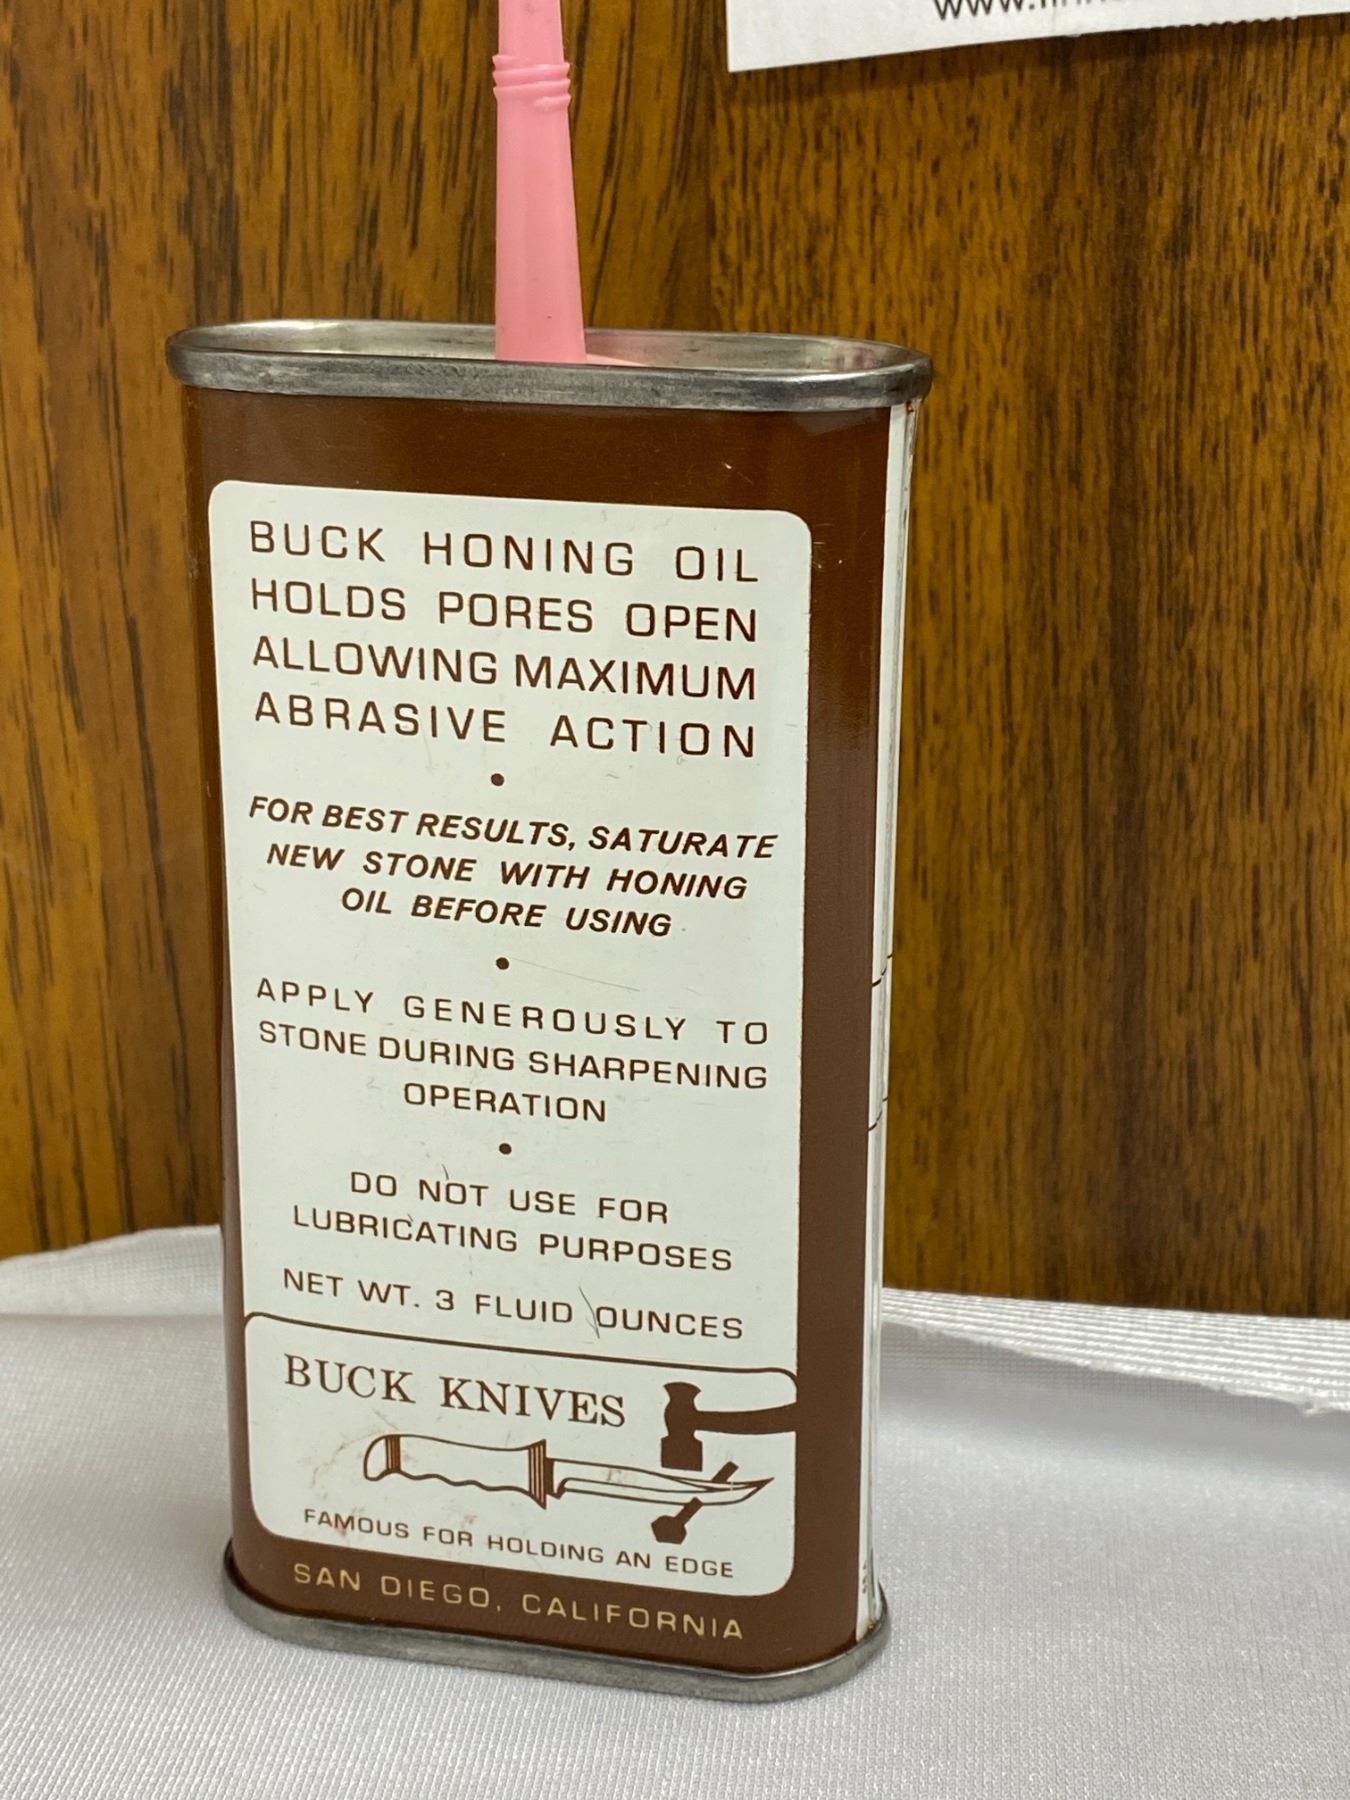 BUCK HONING OIL
HOLDS PORES OPEN
ALLOWING MAXIMUM
ABRASIVE ACTION
•
FOR BEST RESULTS, SATURATE
NEW STONE WITH HONING
OIL BEFORE USING
•
APPLY GENEROUSLY TO
STONE DURING SHARPENING
OPERATION
•
DO NOT USE FOR
LUBRICATING PURPOSES
NET WT. 3 FLUID OUNCES
BUCK KNIVES
FAMOUS FOR HOLDING AN EDGE
SAN DIEGO, CALIFORNIA